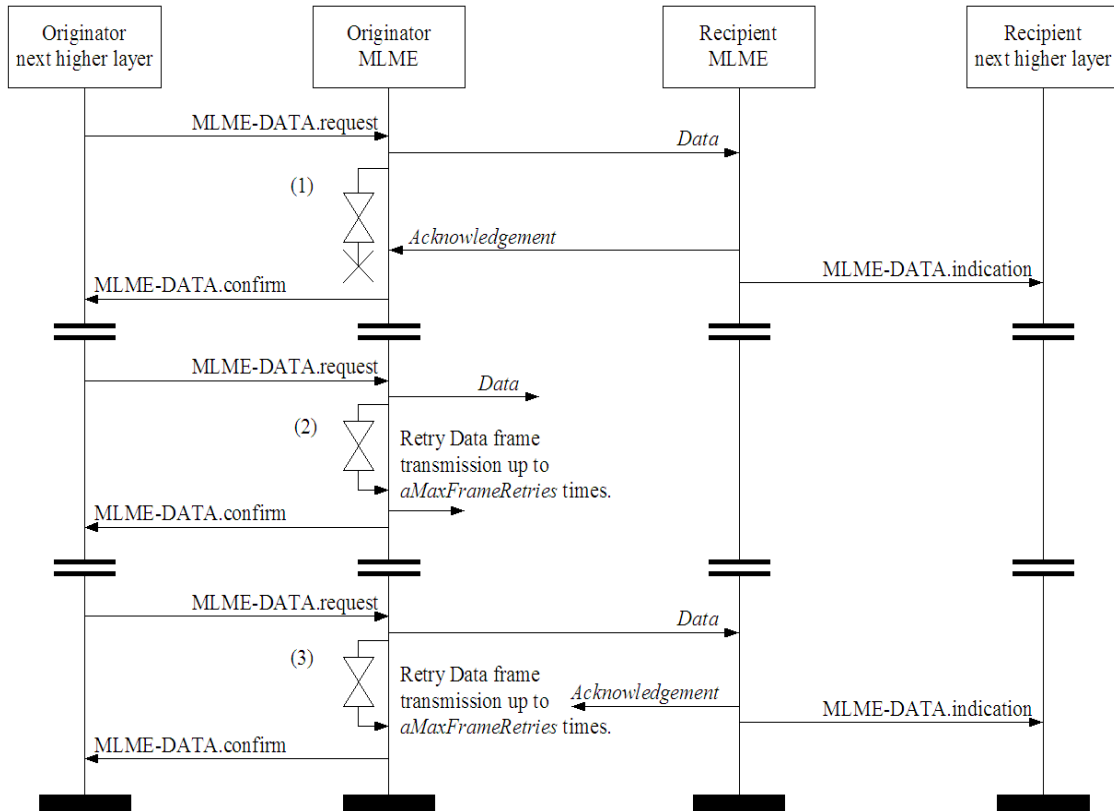 Originator
next higher layer
Originator
MLME
Recipient
MLME
Recipient
next higher layer
MLME-DATA.request
Data
(1)
Acknowledgement
MLME-DATA.indication
MLME-DATA.confirm
MLME-DATA.request
Data
(2)
Retry Data frame
transmission up to
aMaxFrameRetries times.
MLME-DATA.confirm
MLME-DATA.request
Data
(3)
Retry Data frame
transmission up to
aMaxFrameRetries times.
Acknowledgement
MLME-DATA.indication
MLME-DATA.confirm